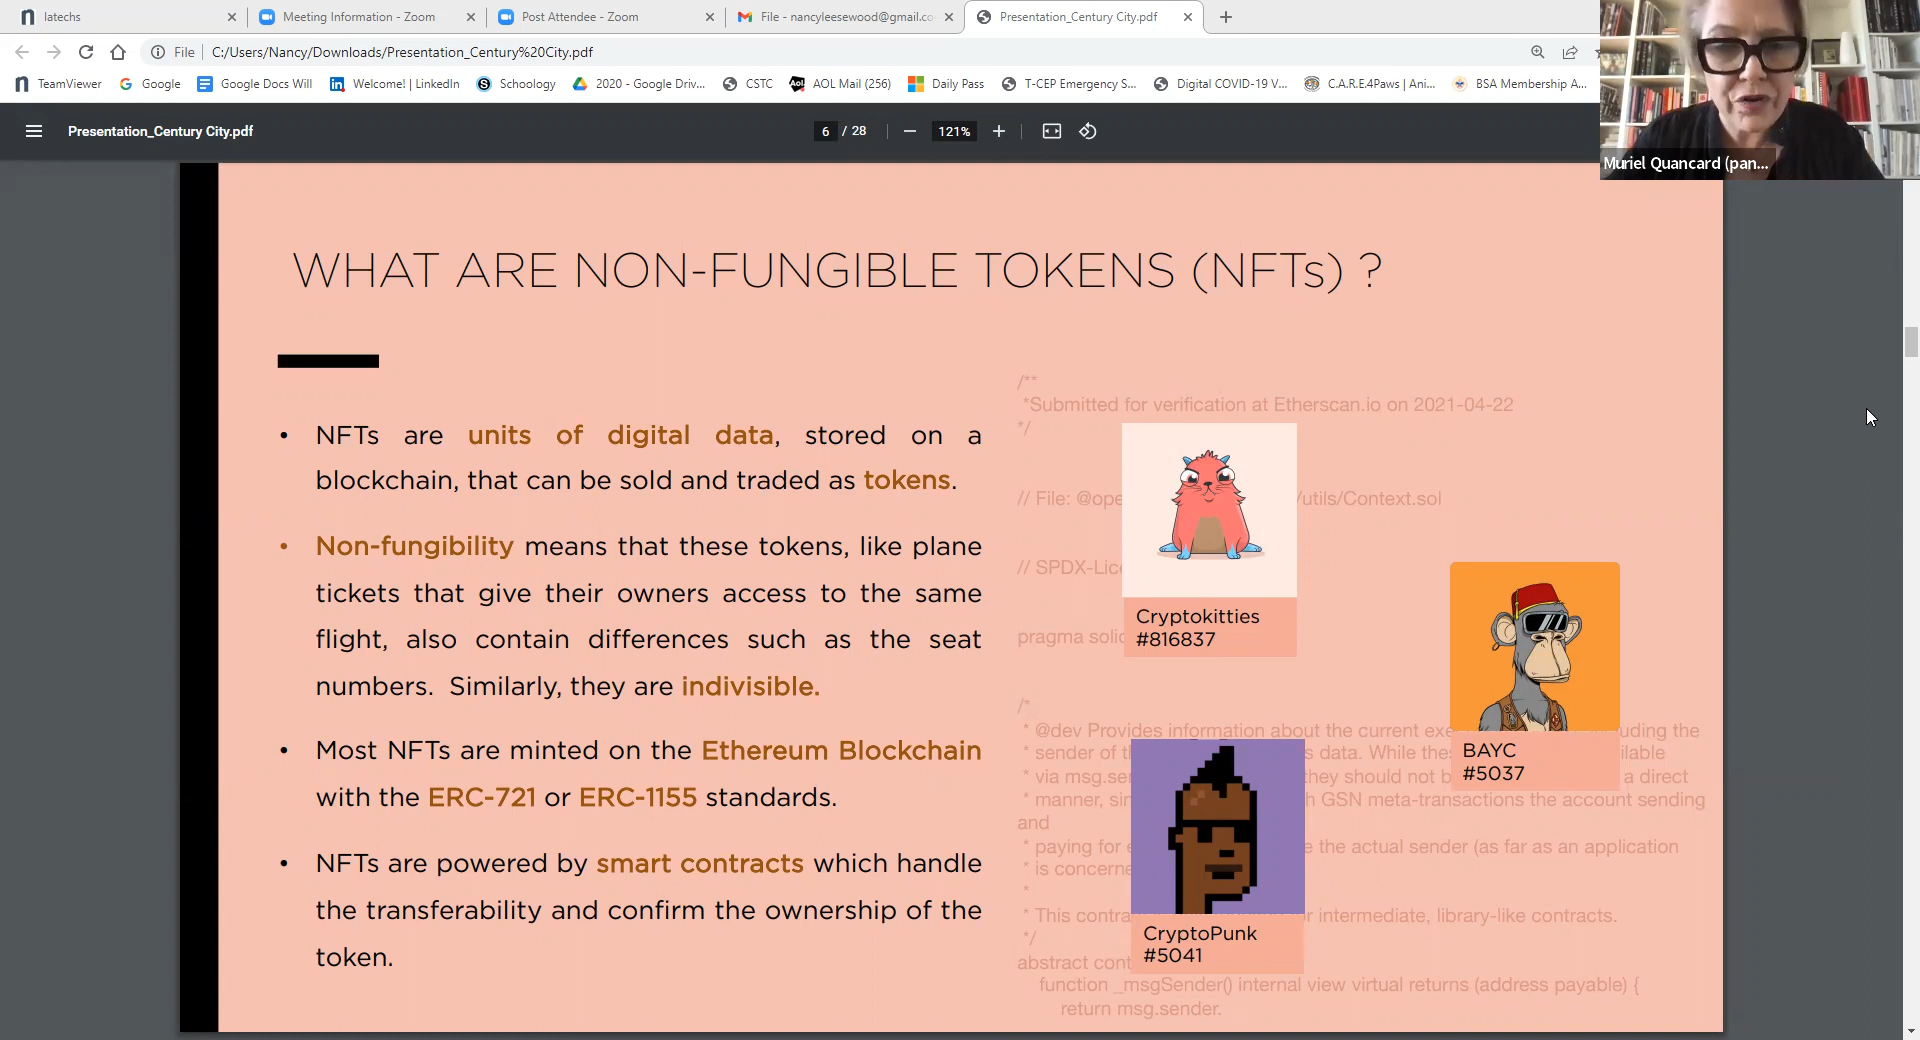 latechs
Meeting Information - Zoom
Post Attendee - Zoom
File - nancyleesewood@gmail.co
Presentation_Century City.pdf
File
C:/Users/Nancy/Downloads/Presentation_Century%20City.pdf
TeamViewer
Google
Google Docs Will
Welcome! | LinkedIn
Schoology
2020 - Google Driv...
CSTC
AOL Mail (256)
Daily Pass
T-CEP Emergency S...
Digital COVID-19 V...
C.A.R.E.4Paws | Ani...
BSA Membership A...
Presentation_Century City.pdf
6 / 28
121%
Muriel Quancard (pan...
WHAT ARE NON-FUNGIBLE TOKENS (NFTs) ?
• NFTs are units of digital data, stored on a
blockchain, that can be sold and traded as tokens.
• Non-fungibility means that these tokens, like plane
tickets that give their owners access to the same
flight, also contain differences such as the seat
numbers. Similarly, they are indivisible.
• Most NFTs are minted on the Ethereum Blockchain
with the ERC-721 or ERC-1155 standards.
• NFTs are powered by smart contracts which handle
the transferability and confirm the ownership of the
token.
/**
*Submitted for verification at Etherscan.io on 2021-04-22
*/
// File: @ope /utils/Context.sol
// SPDX-Lic
pragma soli
/*
* @dev Provides information about the current exe uding the
* sender of th s data. While thes ilable
* via msg.sen they should not b a direct
* manner, sin h GSN meta-transactions the account sending
and
* paying for e e the actual sender (as far as an application
* is concerne
*
* This contra r intermediate, library-like contracts.
*/
abstract cont
function _msgSender() internal view virtual returns (address payable) {
return msg.sender.
Cryptokitties
#816837
BAYC
#5037
CryptoPunk
#5041